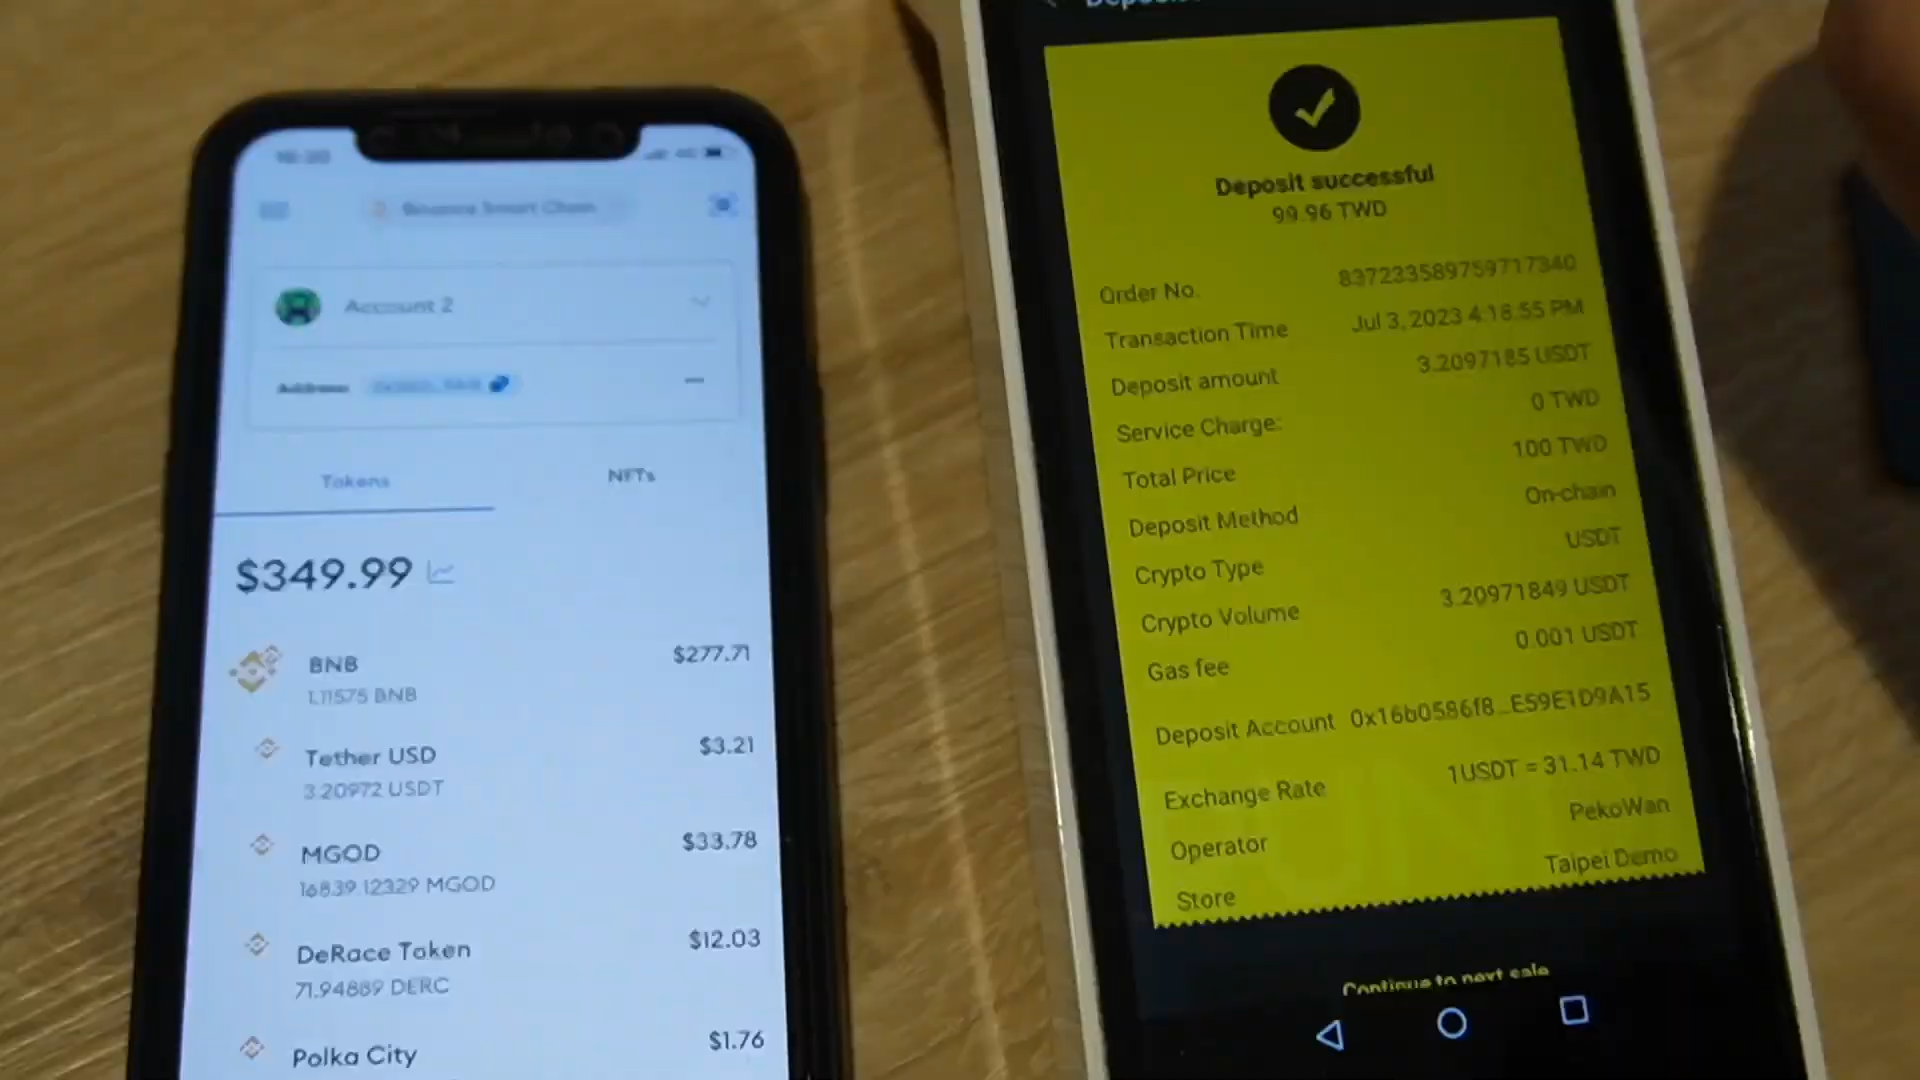 Binance Smart Chain
Account 2
Address
Tokens
NFTs
$349.99
BNB
$277.71
1.11575 BNB
Tether USD
$3.21
3.20972 USDT
MGOD
$33.78
16839.12329 MGOD
DeRace Token
$12.03
71.94889 DERC
Polka City
$1.76
Deposit successful
99.96 TWD
Order No. 837233589759717340
Transaction Time Jul 3, 2023 4:18:55 PM
Deposit amount 3.2097185 USDT
Service Charge: 0 TWD
Total Price 100 TWD
Deposit Method On-chain
Crypto Type USDT
Crypto Volume 3.20971849 USDT
Gas fee 0.001 USDT
Deposit Account 0x16b0586f8...E59E1D9A15
Exchange Rate 1USDT = 31.14 TWD
Operator PekoWan
Store Taipei Demo
Continue to next sale